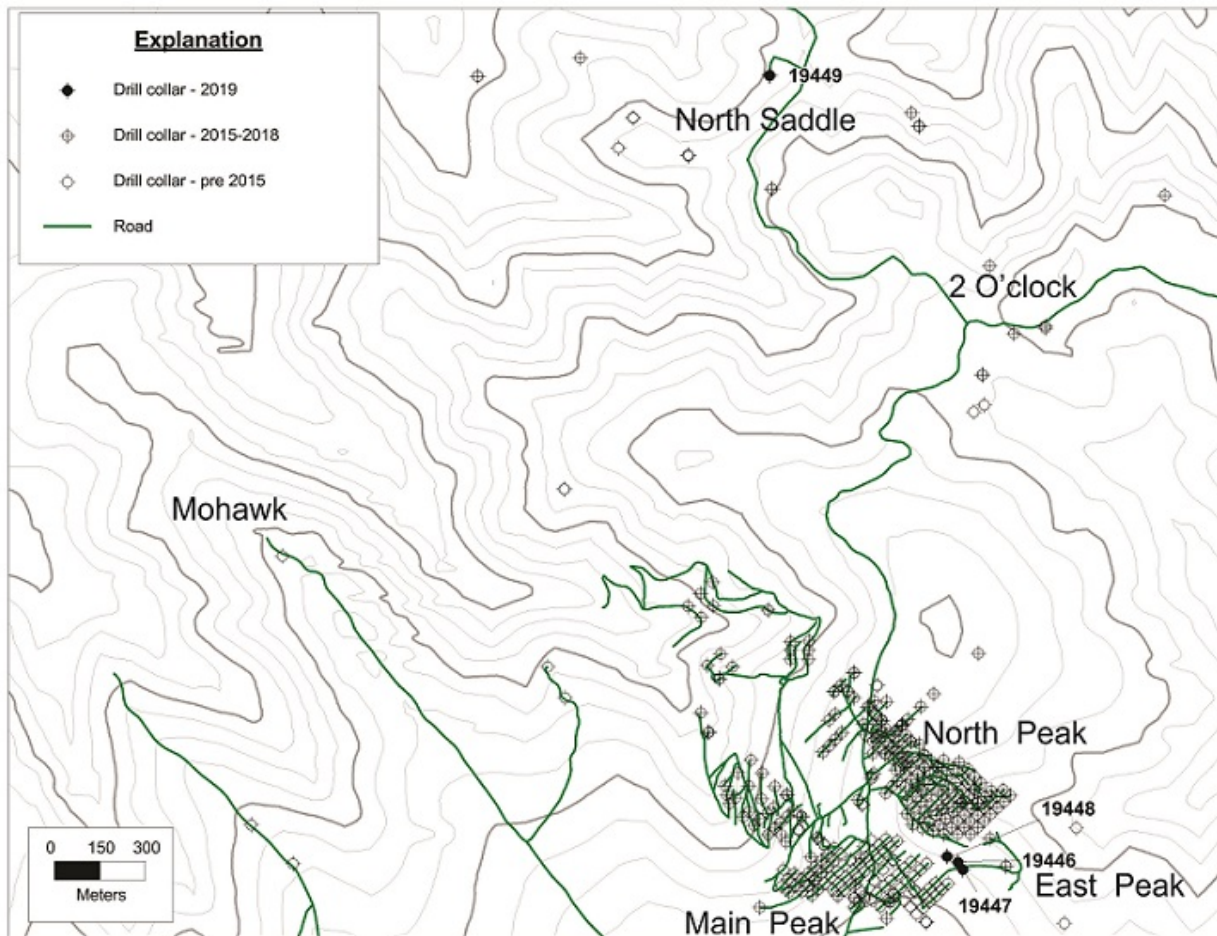 Explanation
Drill collar - 2019
Drill collar - 2015-2018
Drill collar - pre 2015
Road
19449
North Saddle
2 O'clock
Mohawk
North Peak
19448
19446
East Peak
19447
Main Peak
0 150 300
Meters